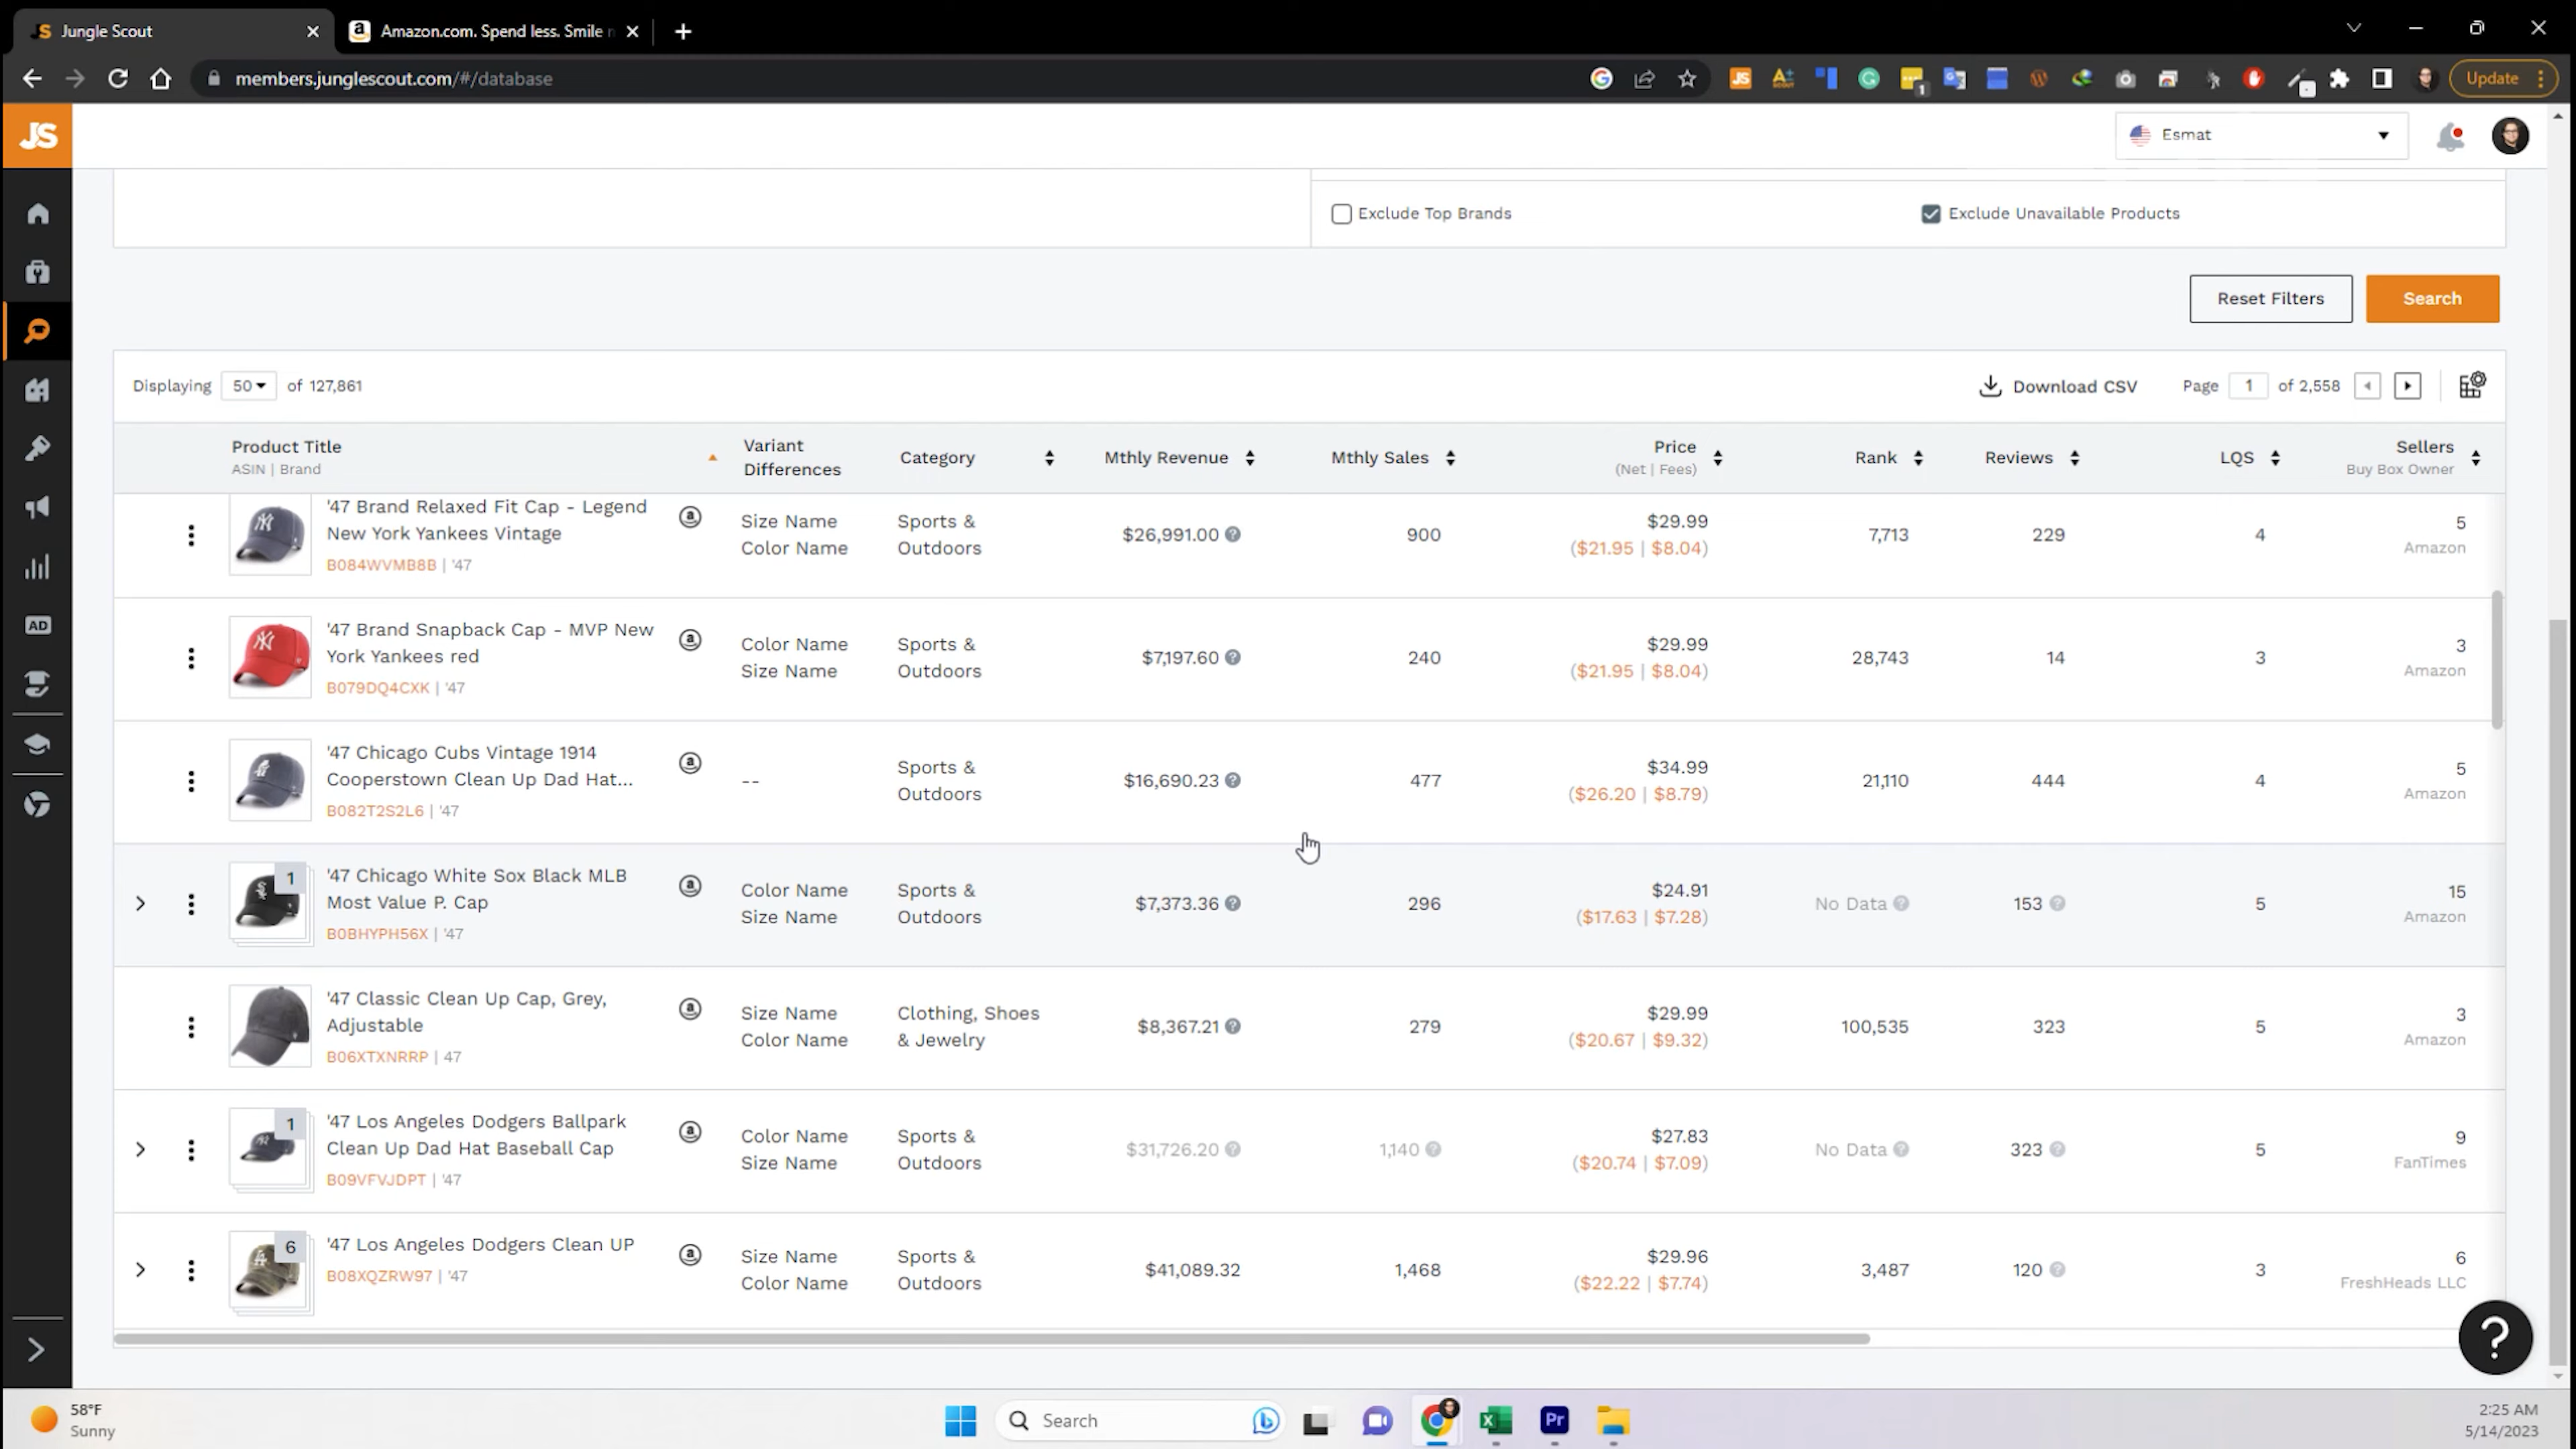 Jungle Scout
Amazon.com. Spend less. Smile
members.junglescout.com/#/database
1
Update
JS
Esmat
Exclude Top Brands
Exclude Unavailable Products
Reset Filters
Search
Displaying 50 of 127,861
Download CSV
Page 1 of 2,558
Product Title
ASIN | Brand
Variant
Differences
Category
Mthly Revenue
Mthly Sales
Price
(Net | Fees)
Rank
Reviews
LQS
Sellers
Buy Box Owner
'47 Brand Relaxed Fit Cap - Legend
New York Yankees Vintage
B084WVMB8B | '47
Size Name
Color Name
Sports &
Outdoors
$26,991.00
900
$29.99
($21.95 | $8.04)
7,713
229
4
5
Amazon
'47 Brand Snapback Cap - MVP New
York Yankees red
B079DQ4CXK | '47
Color Name
Size Name
Sports &
Outdoors
$7,197.60
240
$29.99
($21.95 | $8.04)
28,743
14
3
3
Amazon
'47 Chicago Cubs Vintage 1914
Cooperstown Clean Up Dad Hat...
B082T2S2L6 | '47
--
Sports &
Outdoors
$16,690.23
477
$34.99
($26.20 | $8.79)
21,110
444
4
5
Amazon
1
'47 Chicago White Sox Black MLB
Most Value P. Cap
B0BHYPH56X | '47
Color Name
Size Name
Sports &
Outdoors
$7,373.36
296
$24.91
($17.63 | $7.28)
No Data
153
5
15
Amazon
'47 Classic Clean Up Cap, Grey,
Adjustable
B06XTXNRRP | 47
Size Name
Color Name
Clothing, Shoes
& Jewelry
$8,367.21
279
$29.99
($20.67 | $9.32)
100,535
323
5
3
Amazon
1
'47 Los Angeles Dodgers Ballpark
Clean Up Dad Hat Baseball Cap
B09VFVJDPT | '47
Color Name
Size Name
Sports &
Outdoors
$31,726.20
1,140
$27.83
($20.74 | $7.09)
No Data
323
5
9
FanTimes
6
'47 Los Angeles Dodgers Clean UP
B08XQZRW97 | '47
Size Name
Color Name
Sports &
Outdoors
$41,089.32
1,468
$29.96
($22.22 | $7.74)
3,487
120
3
6
FreshHeads LLC
AD
?
58°F
Sunny
Search
Pr
2:25 AM
5/14/2023